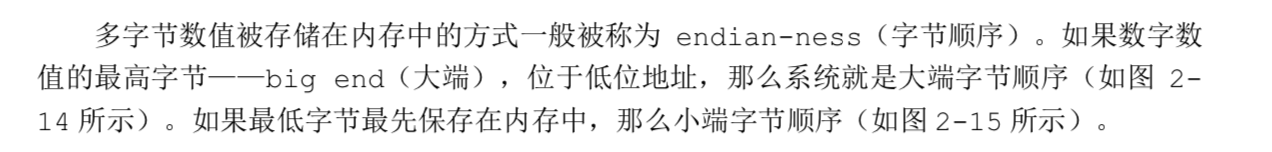 多字节数值被存储在内存中的方式一般被称为 endian-ness（字节顺序）。如果数字数
值的最高字节——big end（大端），位于低位地址，那么系统就是大端字节顺序（如图 2-
14 所示）。如果最低字节最先保存在内存中，那么小端字节顺序（如图 2-15 所示）。